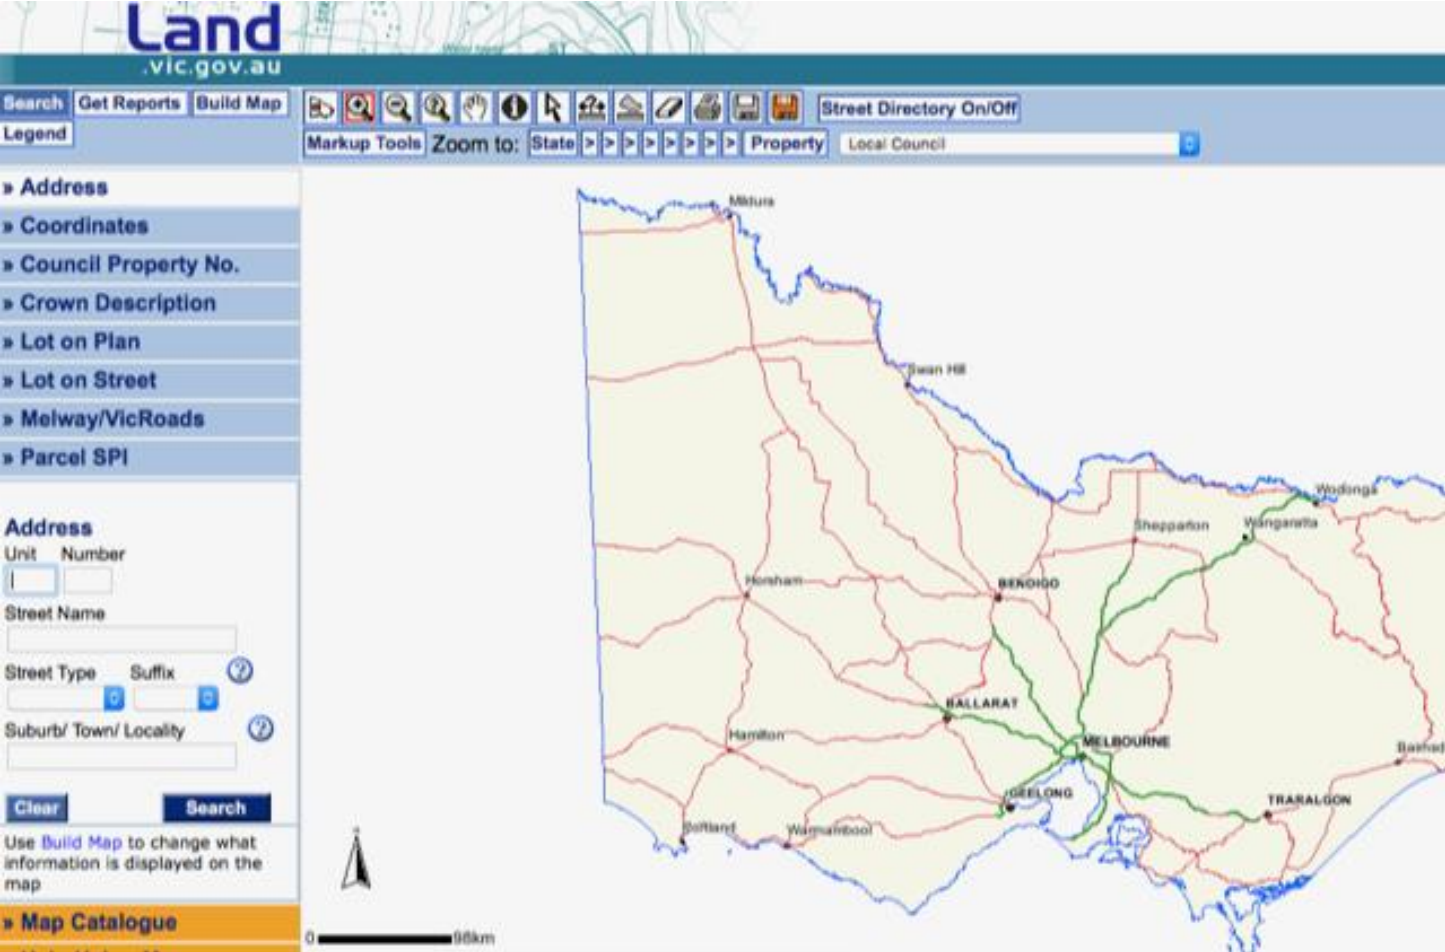 Land
.vic.gov.au
Search Get Reports Build Map
Legend
Street Directory On/Off
Markup Tools Zoom to: State > > > > > > > > Property Local Council
» Address
» Coordinates
» Council Property No.
» Crown Description
» Lot on Plan
» Lot on Street
» Melway/VicRoads
» Parcel SPI
Address
Unit Number
Street Name
Street Type Suffix ?
Suburb/ Town/ Locality ?
Clear Search
Use Build Map to change what
information is displayed on the
map
» Map Catalogue
Mildura
Swan Hill
Wodonga
Shepparton Wangaratta
Horsham
BENDIGO
BALLARAT
Hamilton
MELBOURNE
GEELONG
TRARALGON
Portland
Warrnambool
0 98km